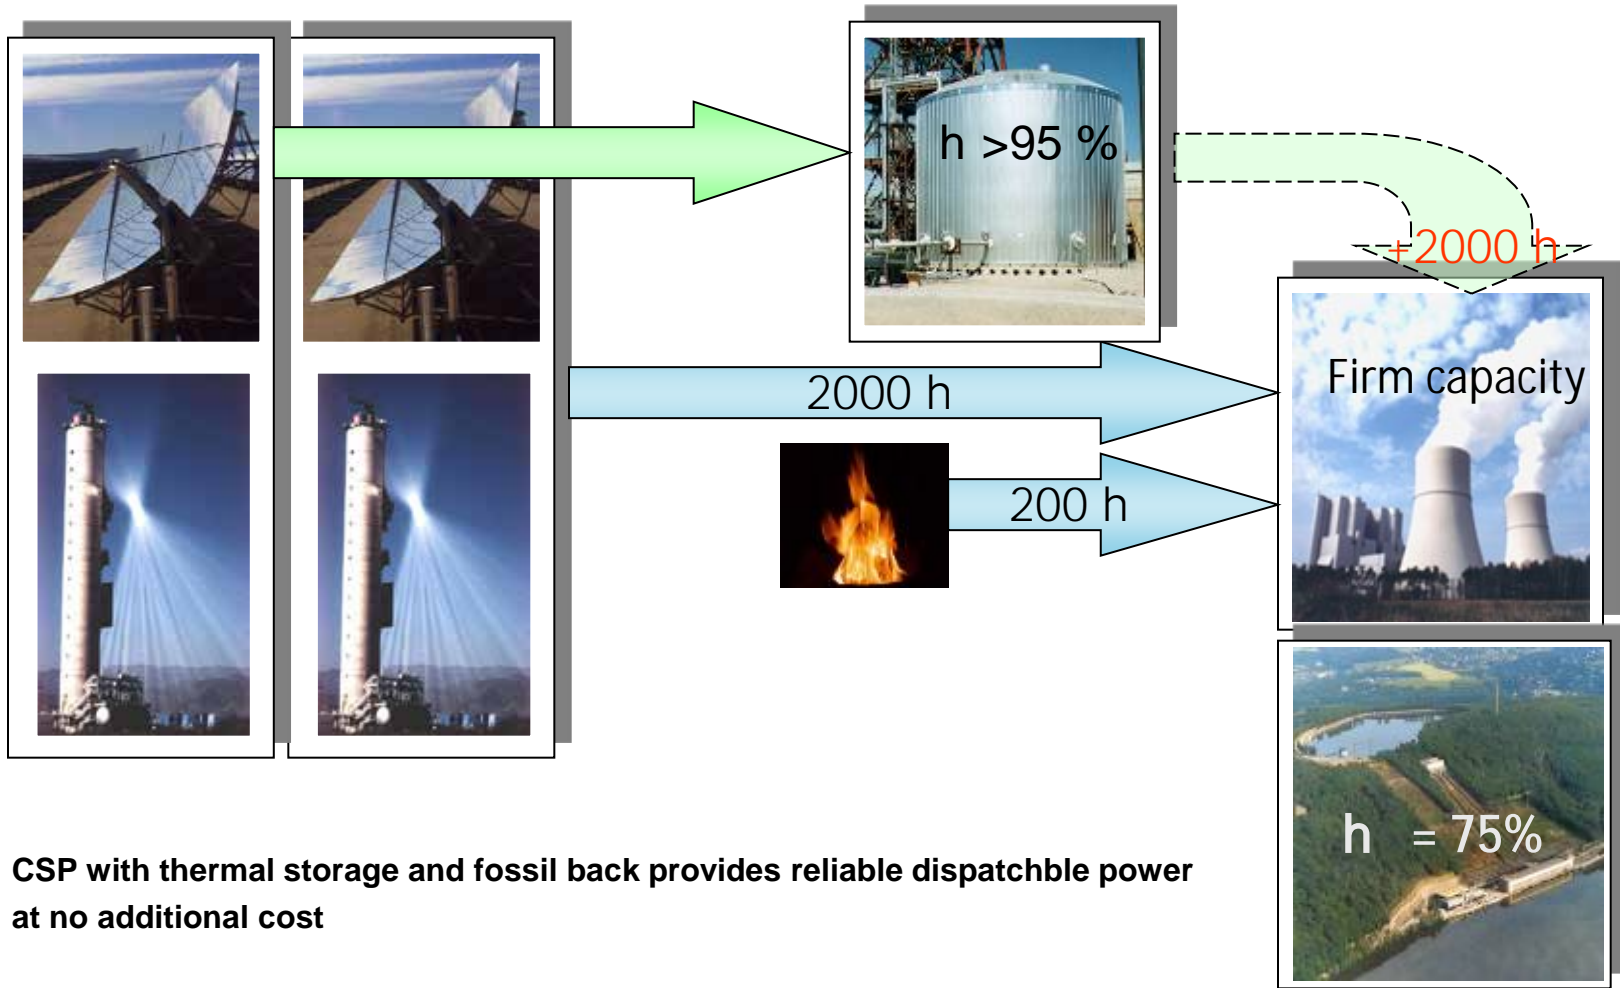 h >95 %
+2000 h
2000 h
Firm capacity
200 h
h = 75%
CSP with thermal storage and fossil back provides reliable dispatchble power
at no additional cost